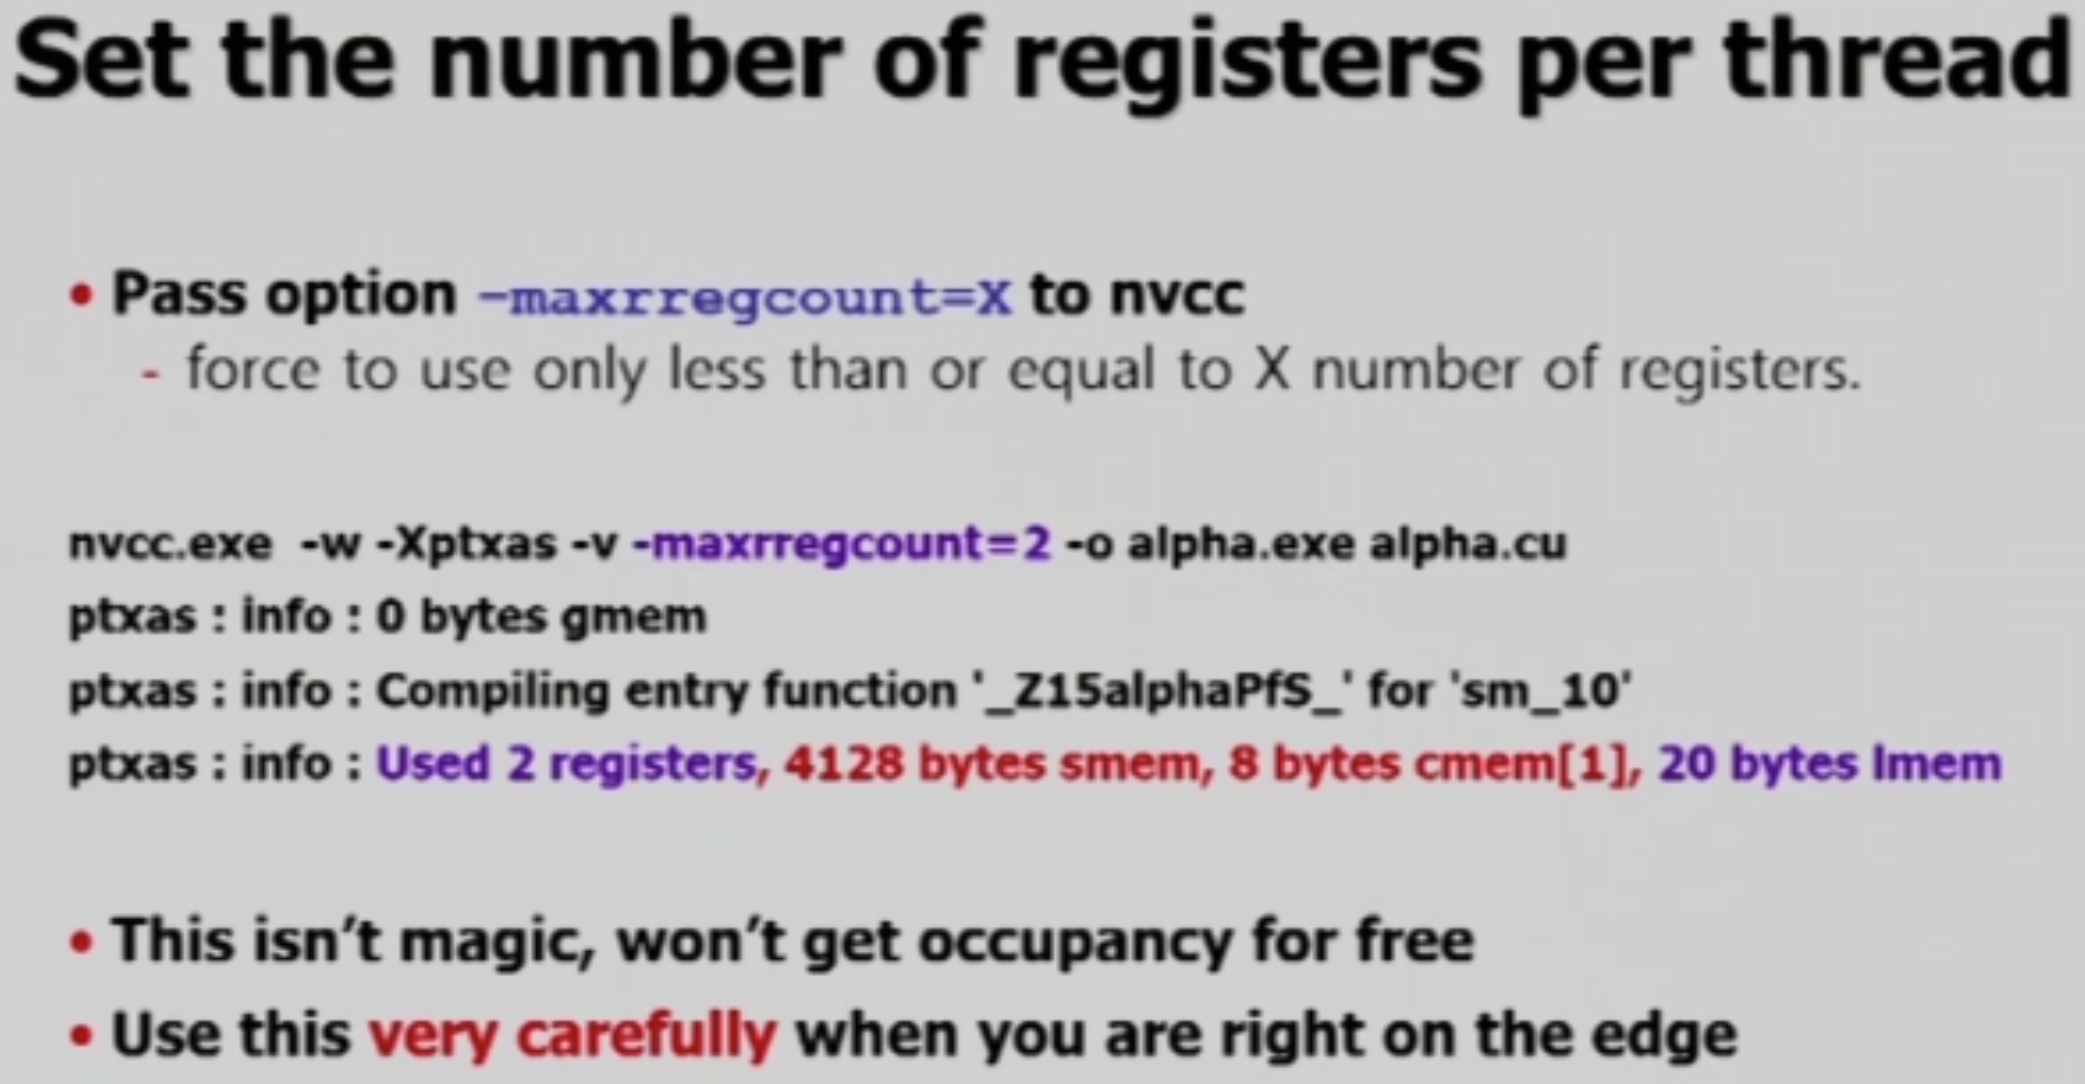 Set the number of registers per thread
• Pass option -maxrregcount=X to nvcc
- force to use only less than or equal to X number of registers.
nvcc.exe -w -Xptxas -v -maxrregcount=2 -o alpha.exe alpha.cu
ptxas : info : 0 bytes gmem
ptxas : info : Compiling entry function '_Z15alphaPfS_' for 'sm_10'
ptxas : info : Used 2 registers, 4128 bytes smem, 8 bytes cmem[1], 20 bytes lmem
• This isn’t magic, won’t get occupancy for free
• Use this very carefully when you are right on the edge